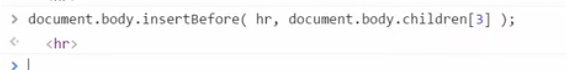 > document.body.insertBefore( hr, document.body.children[3] );
<hr>
>